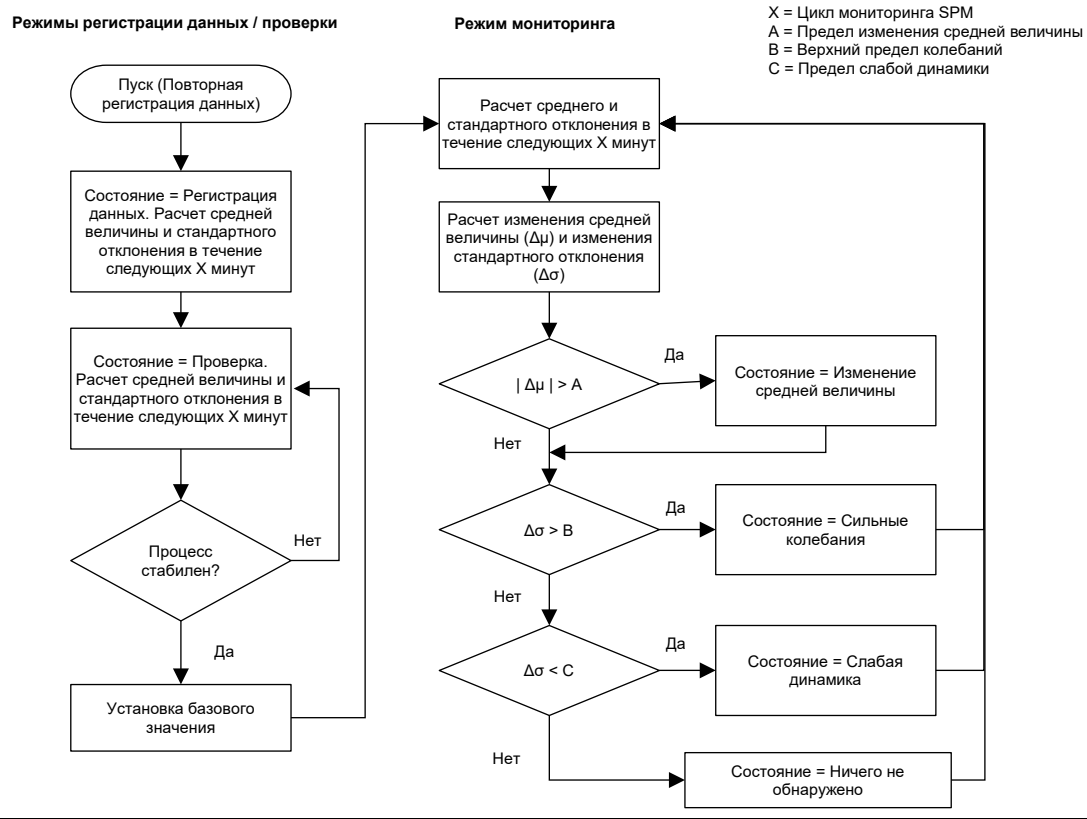 Режимы регистрации данных / проверки
Режим мониторинга
X = Цикл мониторинга SPM
A = Предел изменения средней величины
B = Верхний предел колебаний
C = Предел слабой динамики
Пуск (Повторная
регистрация данных)
Состояние = Регистрация
данных. Расчет средней
величины и стандартного
отклонения в течение
следующих X минут
Состояние = Проверка.
Расчет средней величины и
стандартного отклонения в
течение следующих X минут
Процесс
стабилен?
Нет
Да
Установка базового
значения
Расчет среднего и
стандартного отклонения в
течение следующих X минут
Расчет изменения средней
величины (Δμ) и изменения
стандартного отклонения
(Δσ)
| Δμ | > A
Да
Состояние = Изменение
средней величины
Нет
Δσ > B
Да
Состояние = Сильные
колебания
Нет
Δσ < C
Да
Состояние = Слабая
динамика
Нет
Состояние = Ничего не
обнаружено